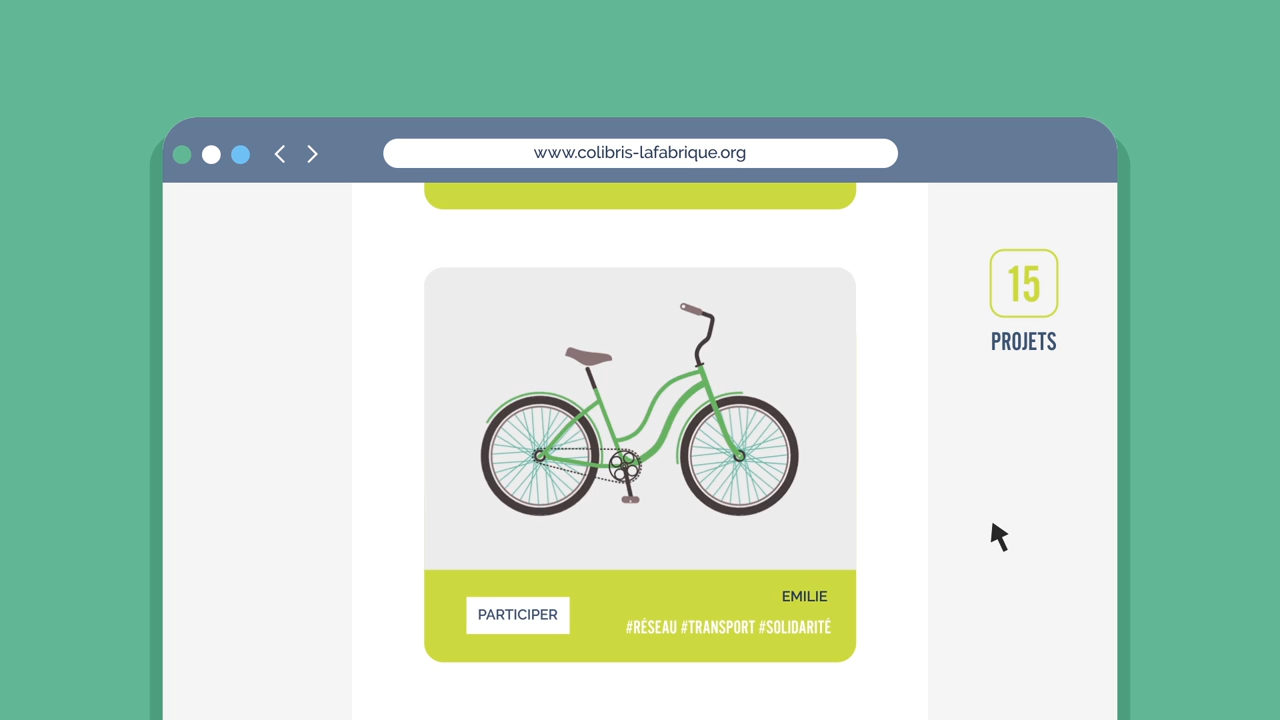 www.colibris-lafabrique.org
15
PROJETS
EMILIE
PARTICIPER
#RÉSEAU #TRANSPORT #SOLIDARITÉ